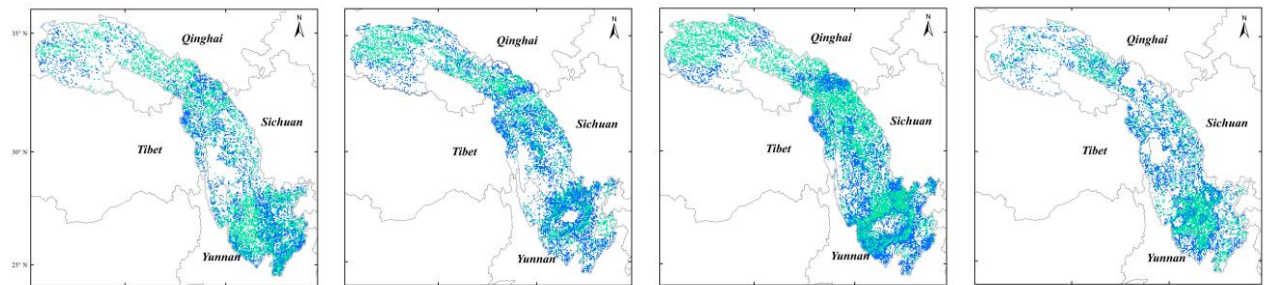 35° N
N
Qinghai
Sichuan
30° N
Tibet
Yunnan
25° N
N
Qinghai
Sichuan
Tibet
Yunnan
N
Qinghai
Sichuan
Tibet
Yunnan
N
Qinghai
Sichuan
Tibet
Yunnan